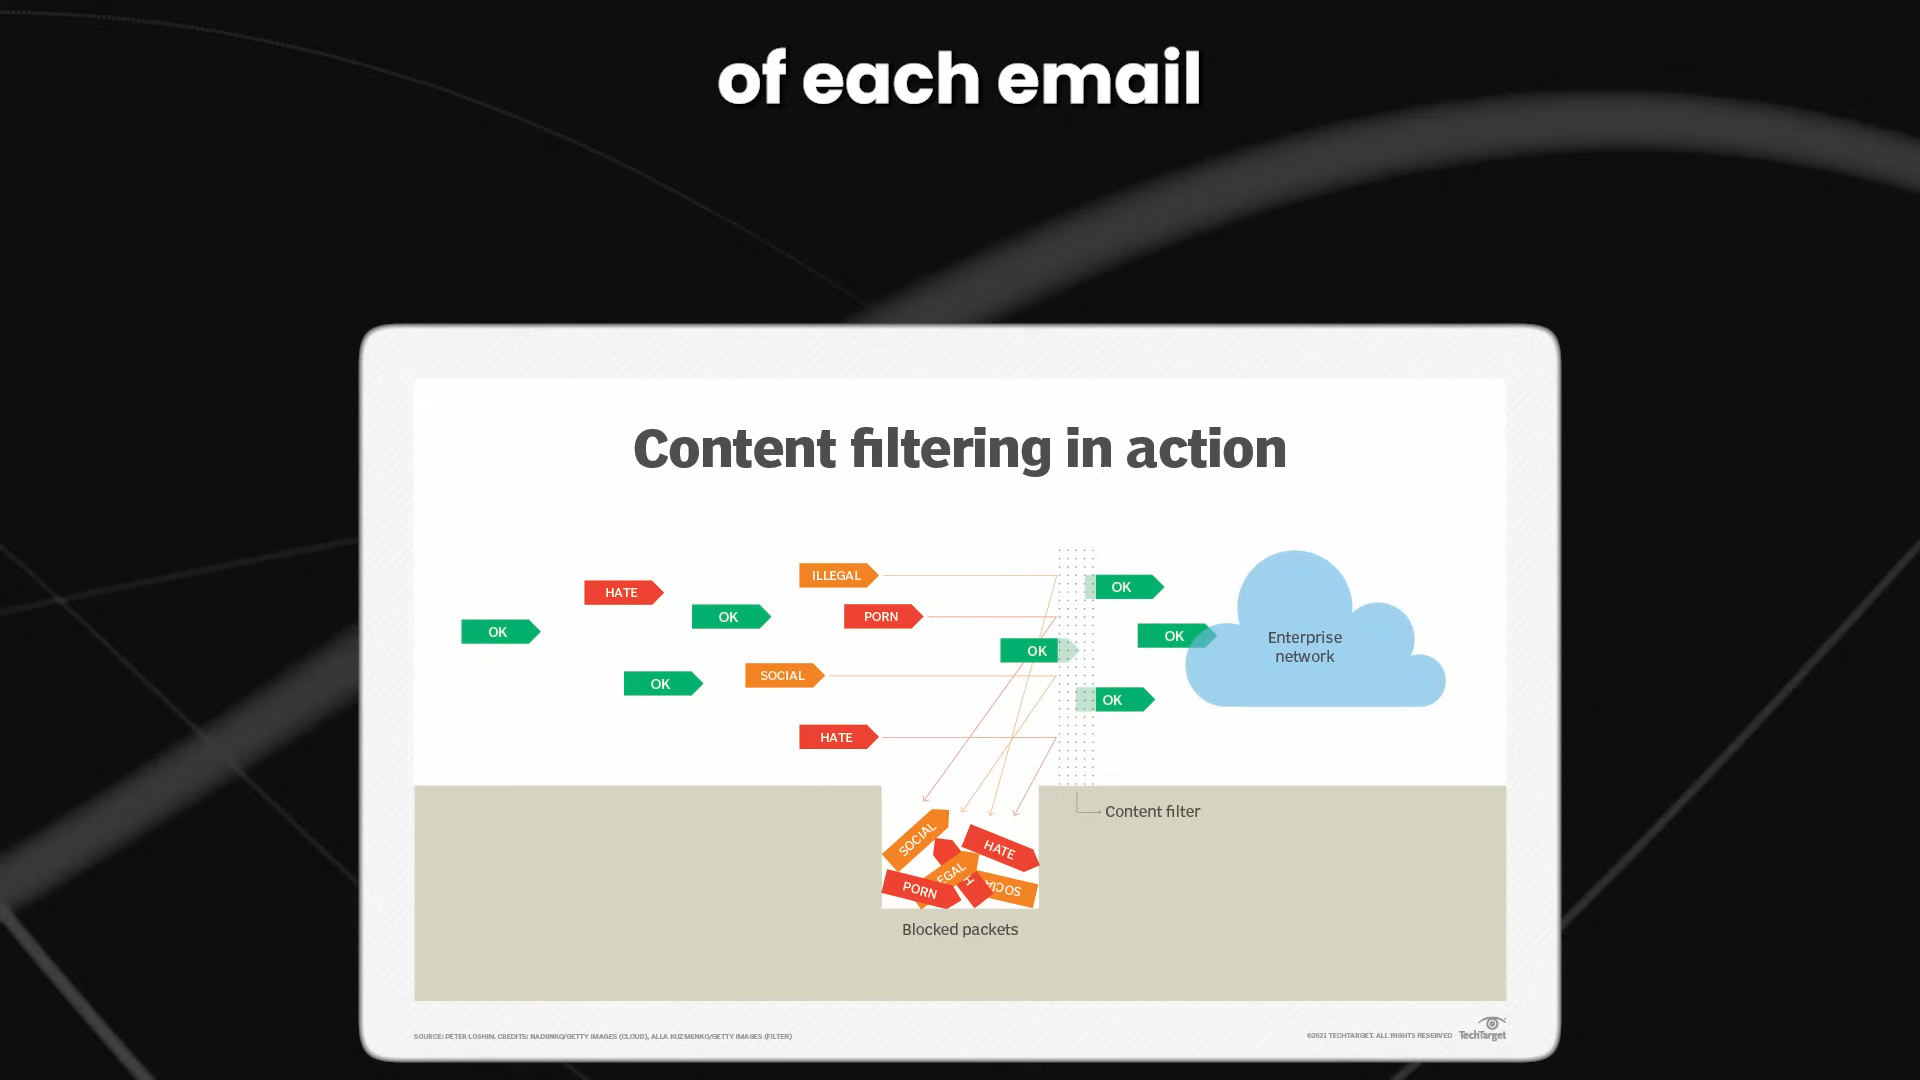 of each email
Content filtering in action
ILLEGAL
HATE
OK
OK
PORN
OK
OK
OK
Enterprise
network
OK
SOCIAL
OK
HATE
Content filter
SOCIAL
HATE
EGAL
PORN
H
SOCI
Blocked packets
SOURCE: PETER LOSHIN. CREDITS: NADIINKO/GETTY IMAGES (CLOUD), ALLA KUZMENKO/GETTY IMAGES (FILTER)
©2021 TECHTARGET. ALL RIGHTS RESERVED
TechTarget